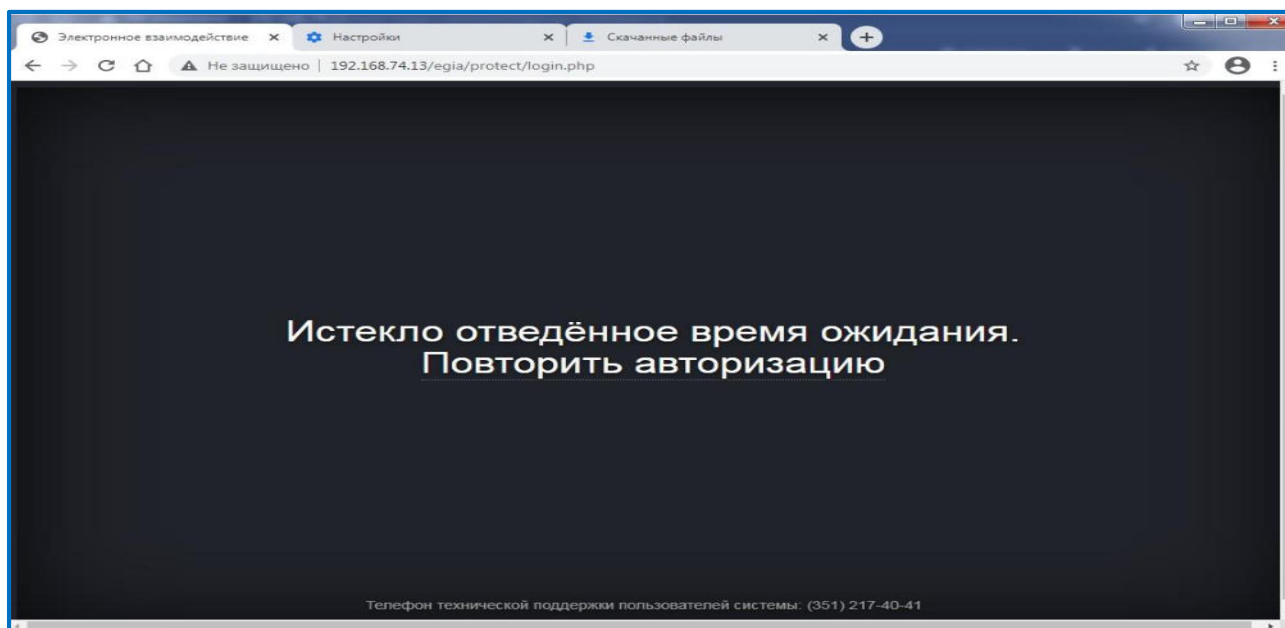 Электронное взаимодействие
Настройки
Скачанные файлы
Не защищено | 192.168.74.13/egia/protect/login.php
Истекло отведённое время ожидания.
Повторить авторизацию
Телефон технической поддержки пользователей системы: (351) 217-40-41